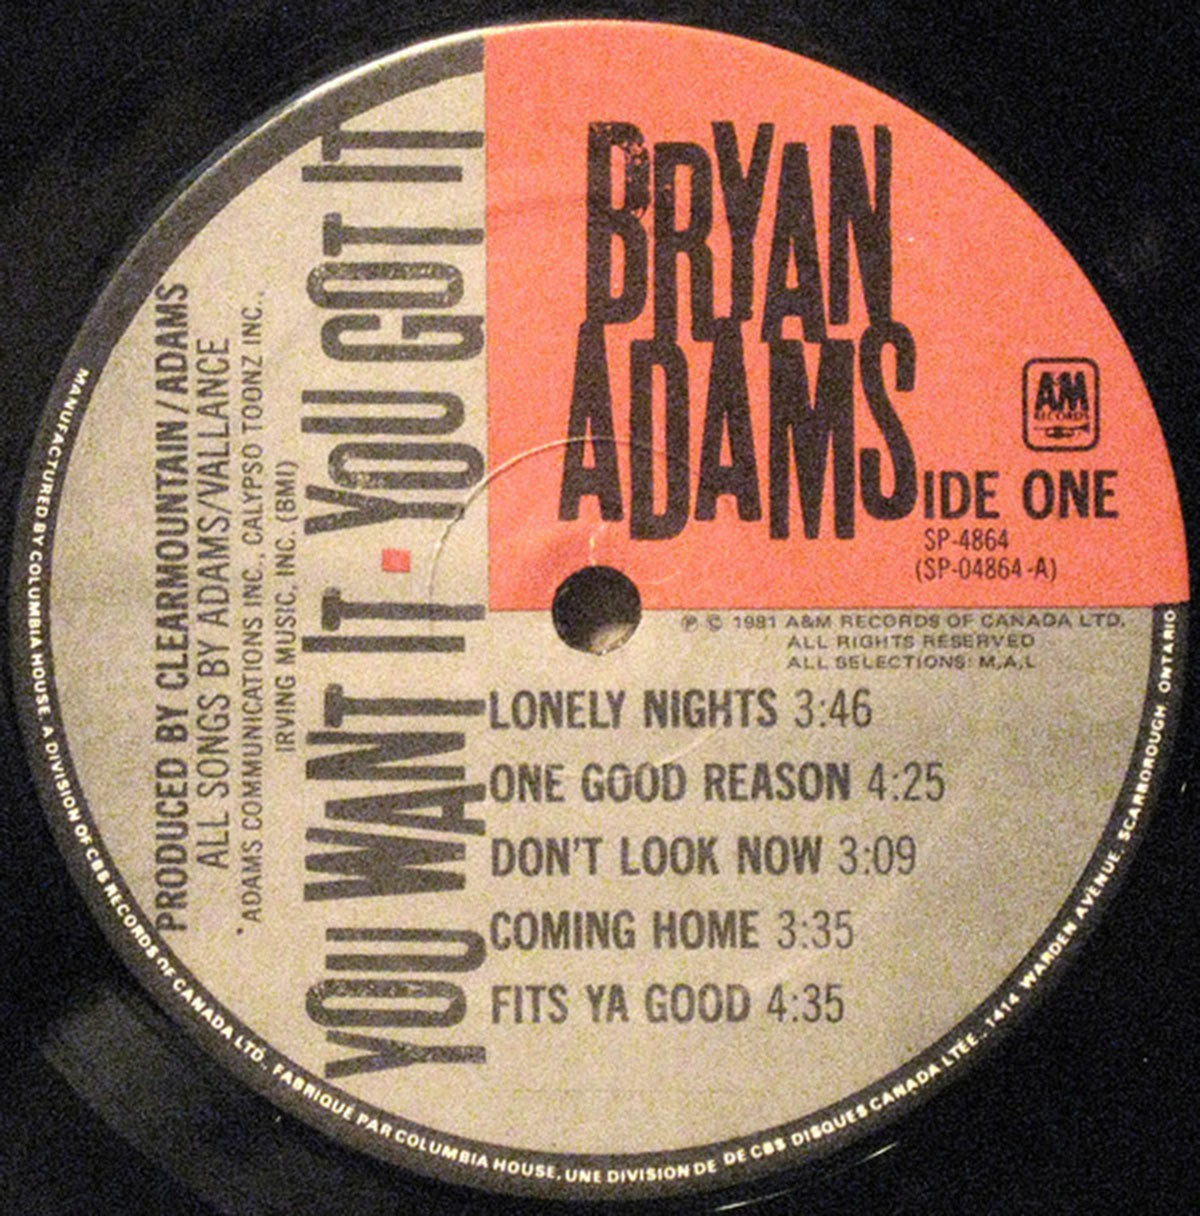 BRYAN
ADAMS
IDE ONE
A&M
RECORDS
SP-4864
(SP-04864-A)
℗ © 1981 A&M RECORDS OF CANADA LTD.
ALL RIGHTS RESERVED
ALL SELECTIONS: M,A,L
LONELY NIGHTS 3:46
ONE GOOD REASON 4:25
DON'T LOOK NOW 3:09
COMING HOME 3:35
FITS YA GOOD 4:35
YOU WANT IT ▪ YOU GOT IT
PRODUCED BY CLEARMOUNTAIN/ADAMS
ALL SONGS BY ADAMS/VALLANCE
*ADAMS COMMUNICATIONS INC., CALYPSO TOONZ INC.,
IRVING MUSIC, INC. (BMI)
MANUFACTURED BY COLUMBIA HOUSE, A DIVISION OF CBS RECORDS OF CANADA LTD., FABRIQUÉ PAR COLUMBIA HOUSE, UNE DIVISION DE DE CBS DISQUES CANADA LTÉE - 1414 WARDEN AVENUE, SCARBOROUGH ONTARIO